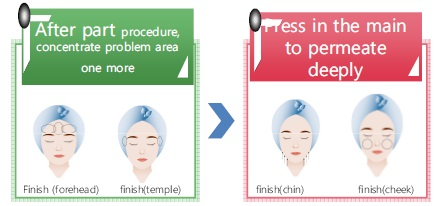 After part procedure,
concentrate problem area
one more
Press in the main
to permeate
deeply
Finish (forehead)
finish(temple)
finish(chin)
finish(cheek)